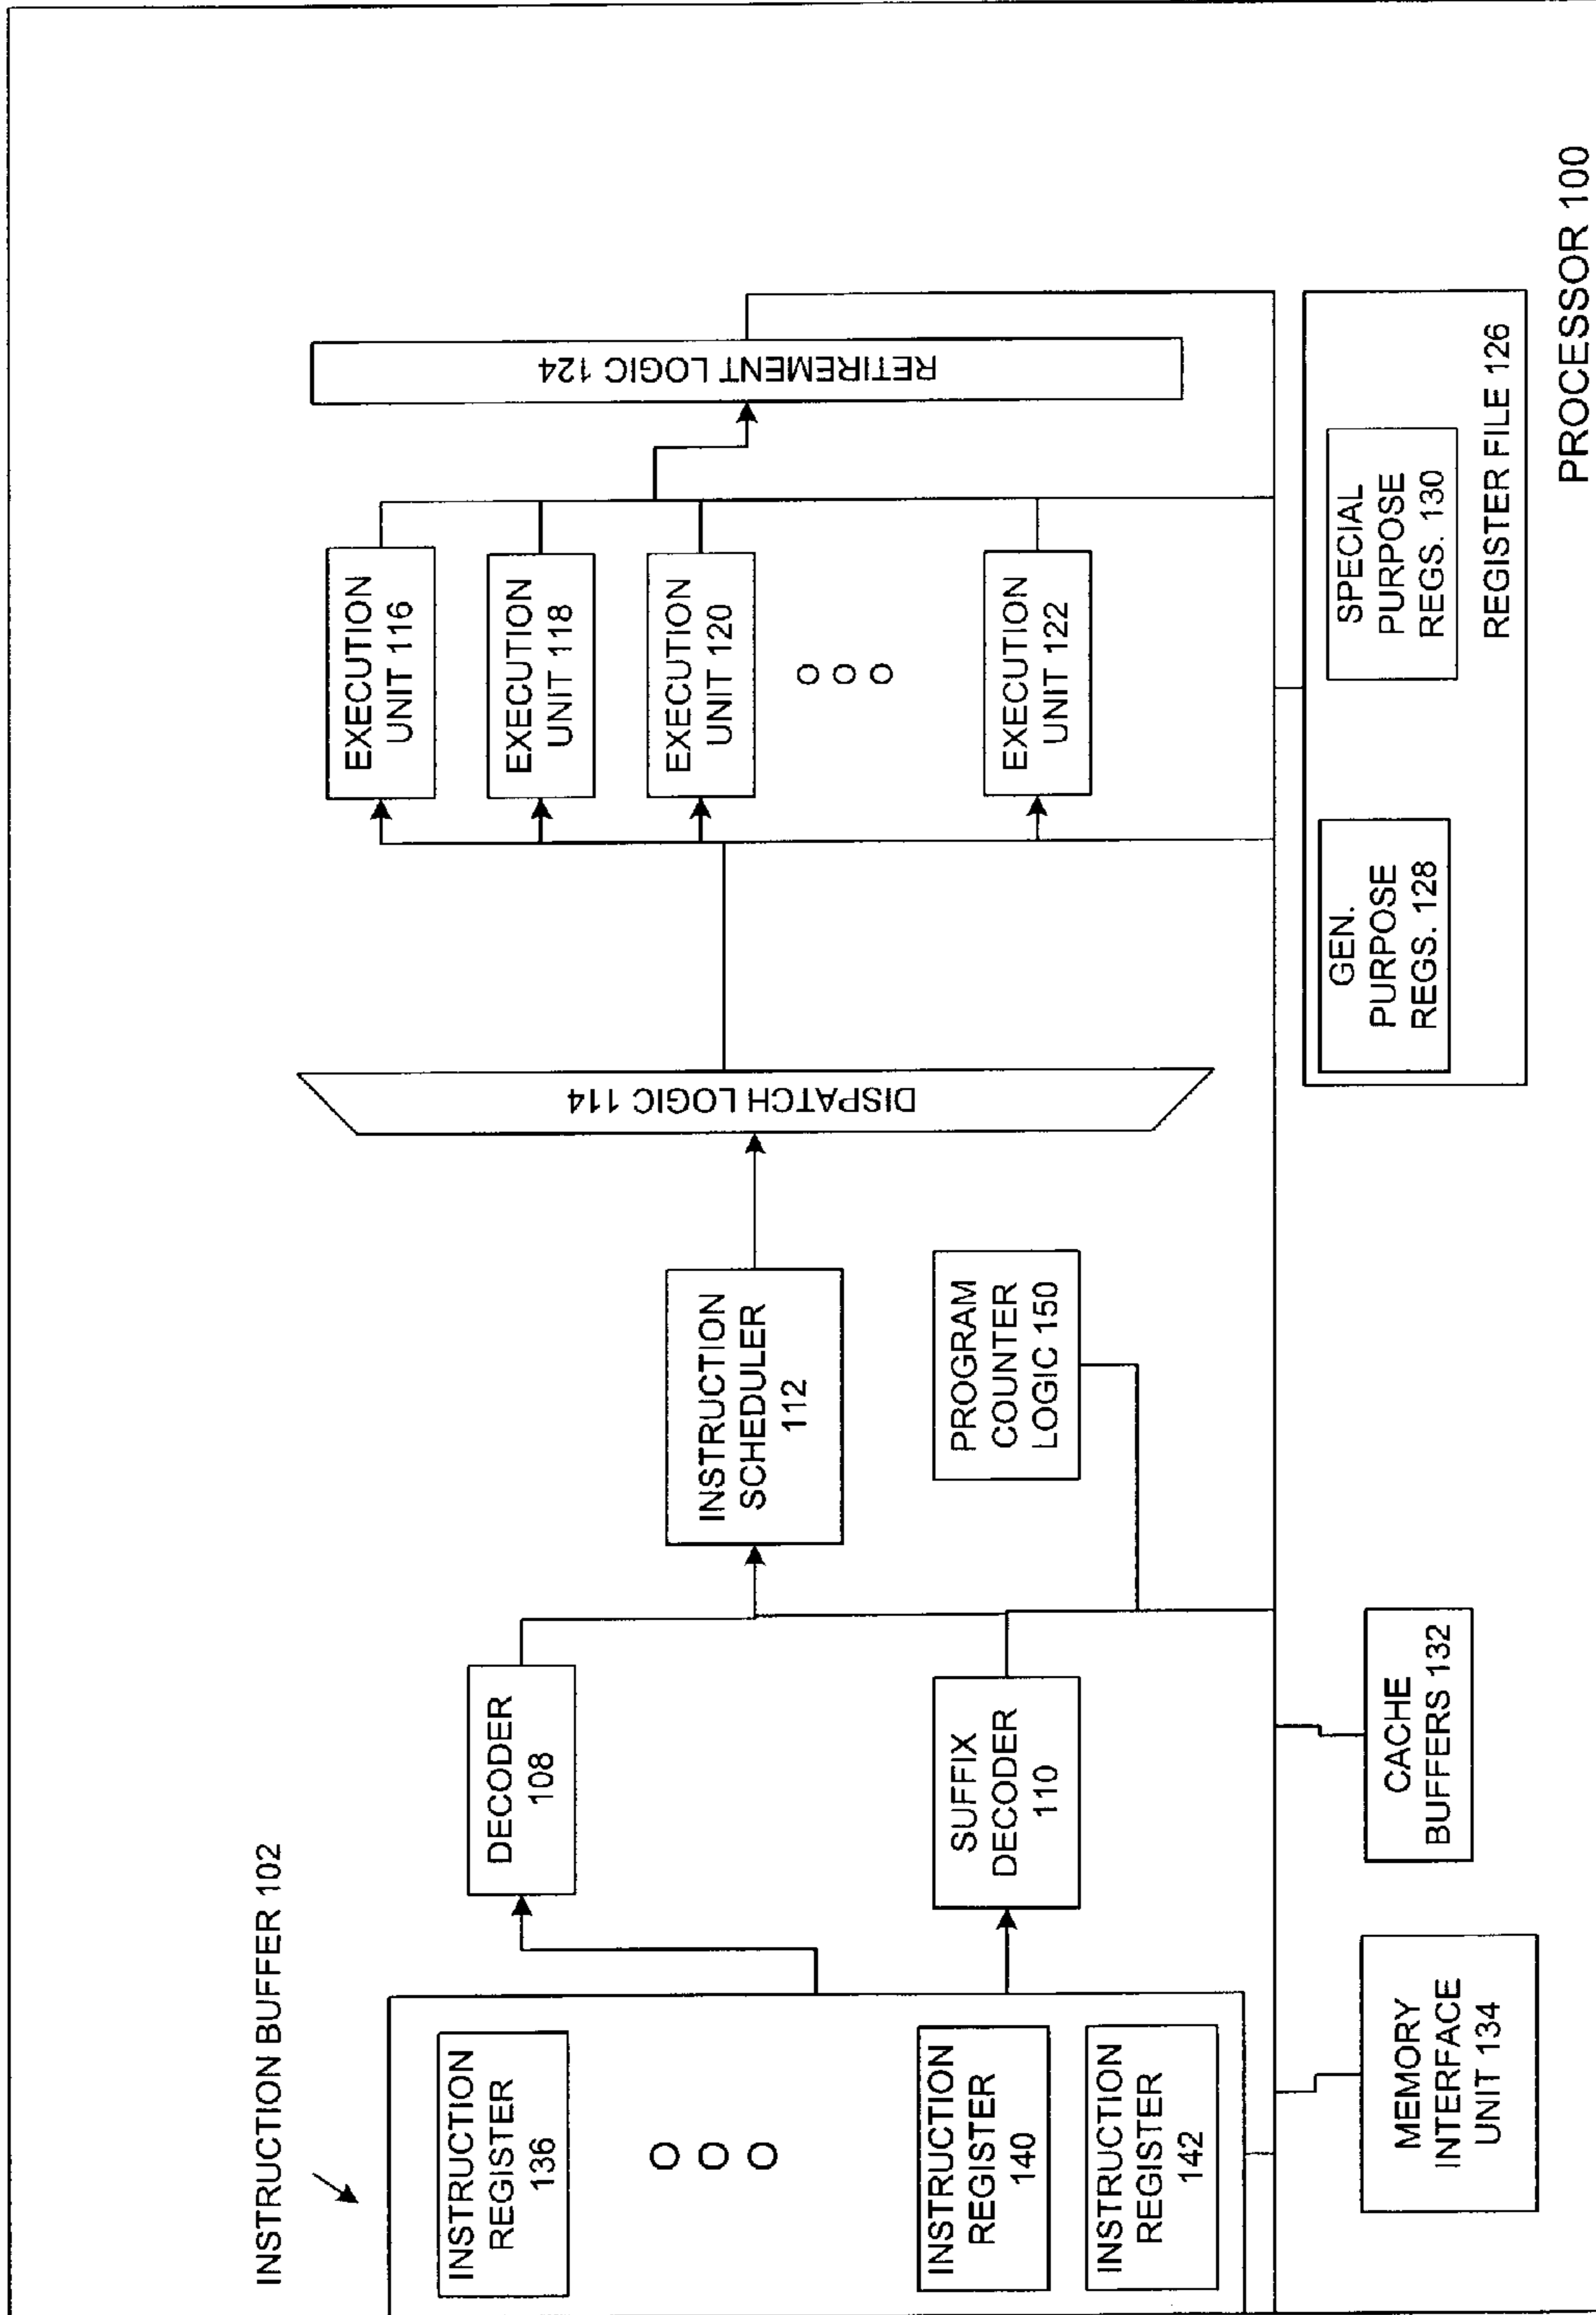 INSTRUCTION BUFFER 102
INSTRUCTION
REGISTER
136
INSTRUCTION
REGISTER
140
INSTRUCTION
REGISTER
142
DECODER
108
SUFFIX
DECODER
110
INSTRUCTION
SCHEDULER
112
PROGRAM
COUNTER
LOGIC 150
DISPATCH LOGIC 114
EXECUTION
UNIT 116
EXECUTION
UNIT 118
EXECUTION
UNIT 120
EXECUTION
UNIT 122
RETIREMENT LOGIC 124
MEMORY
INTERFACE
UNIT 134
CACHE
BUFFERS 132
GEN.
PURPOSE
REGS. 128
SPECIAL
PURPOSE
REGS. 130
REGISTER FILE 126
PROCESSOR 100